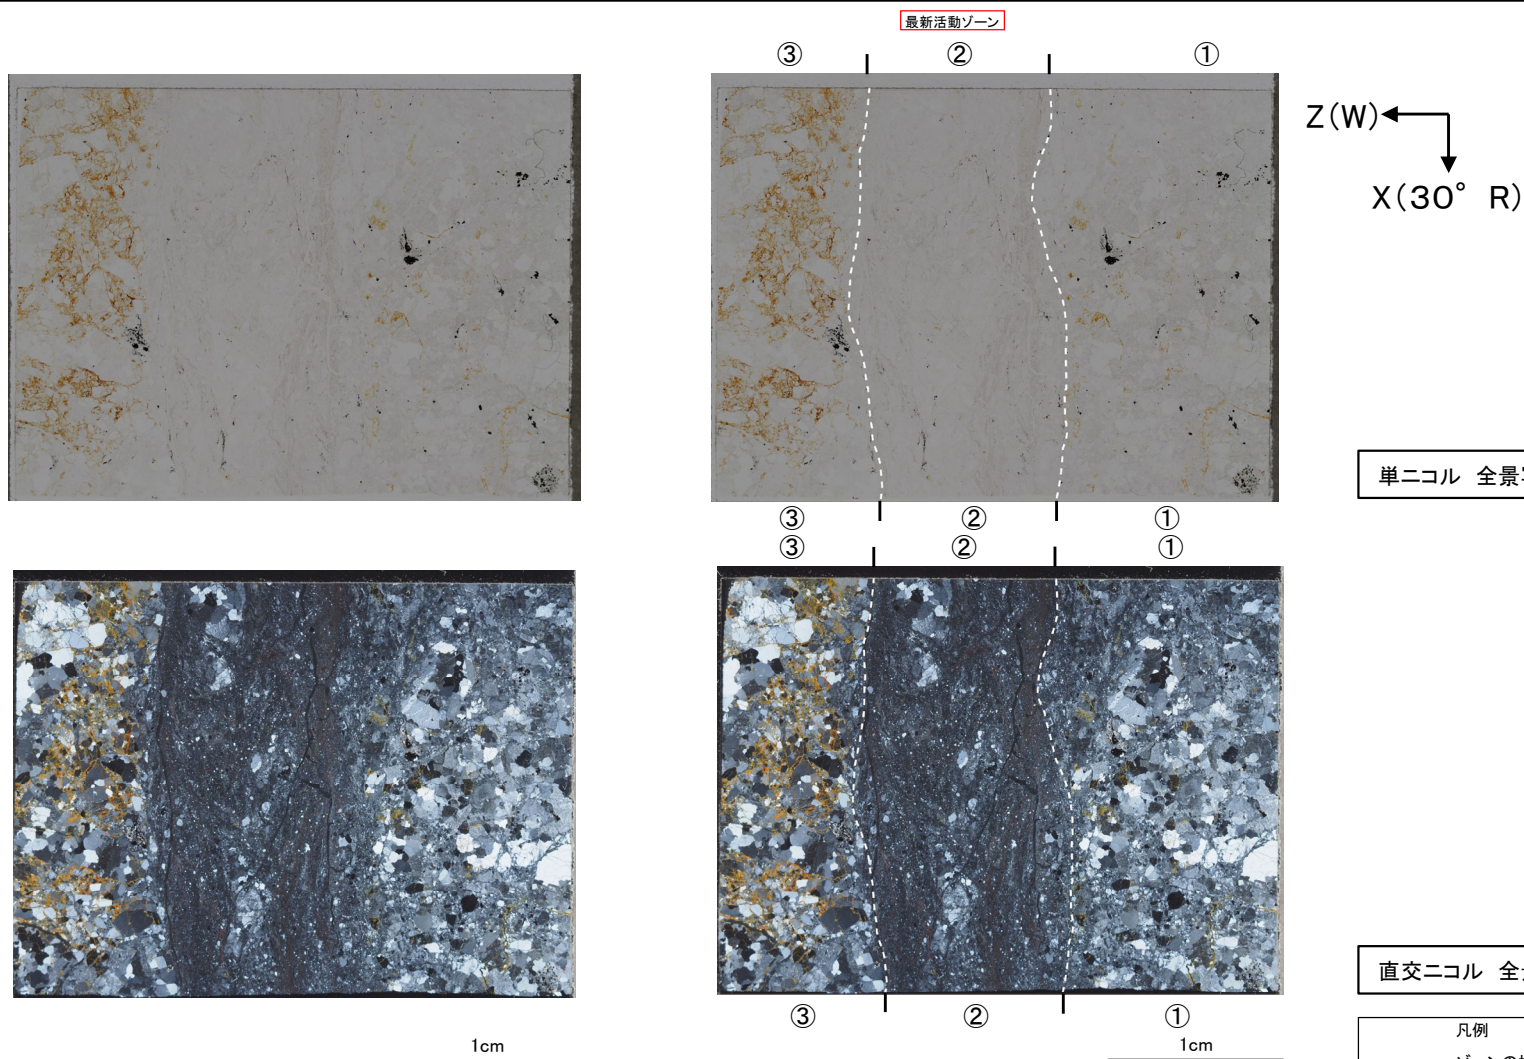 最新活動ゾーン
③ ② ①
Z(W)
X(30° R)
単ニコル 全景
③ ② ①
③ ② ①
直交ニコル 全
③ ② ①
1cm
1cm
凡例